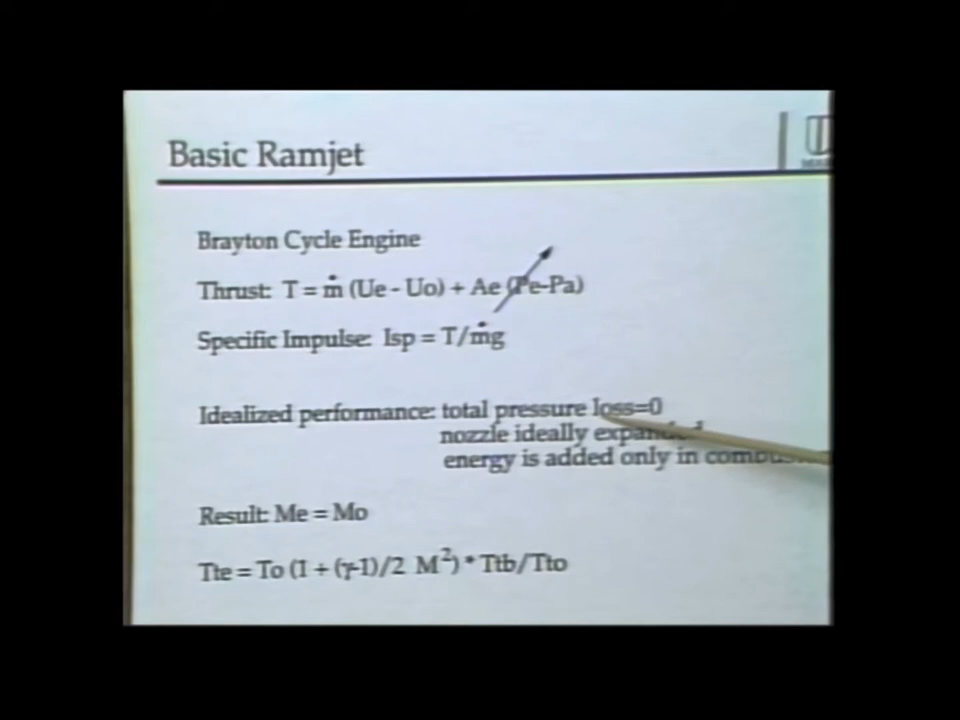 Basic Ramjet
Brayton Cycle Engine
Thrust: T = ṁ (Ue - Uo) + Ae (Pe-Pa)
Specific Impulse: Isp = T/ṁg
Idealized performance: total pressure loss=0
nozzle ideally expanded
energy is added only in
Result: Me = Mo
Tte = To (1 + (γ-1)/2 M²) * Ttb/Tto